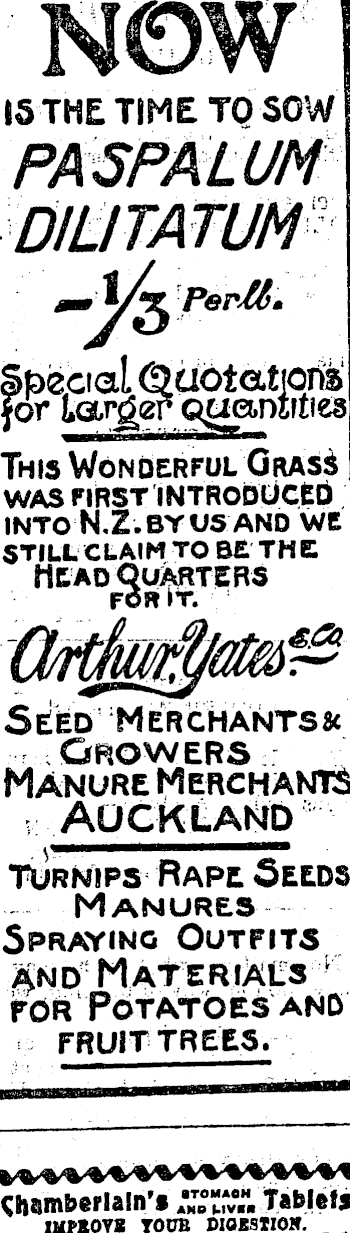 NOW
IS THE TIME TO SOW
PASPALUM
DILITATUM
-1/3 Per lb.
Special Quotations
for Larger Quantities
THIS WONDERFUL GRASS
WAS FIRST INTRODUCED
INTO N.Z. BY US AND WE
STILL CLAIM TO BE THE
HEAD QUARTERS
FOR IT.
Arthur Yates & Co.
SEED MERCHANTS &
GROWERS
MANURE MERCHANTS
AUCKLAND
TURNIPS RAPE SEEDS
MANURES
SPRAYING OUTFITS
AND MATERIALS
FOR POTATOES AND
FRUIT TREES.
Chamberlain's STOMACH AND LIVER Tablets
IMPROVE YOUR DIGESTION.